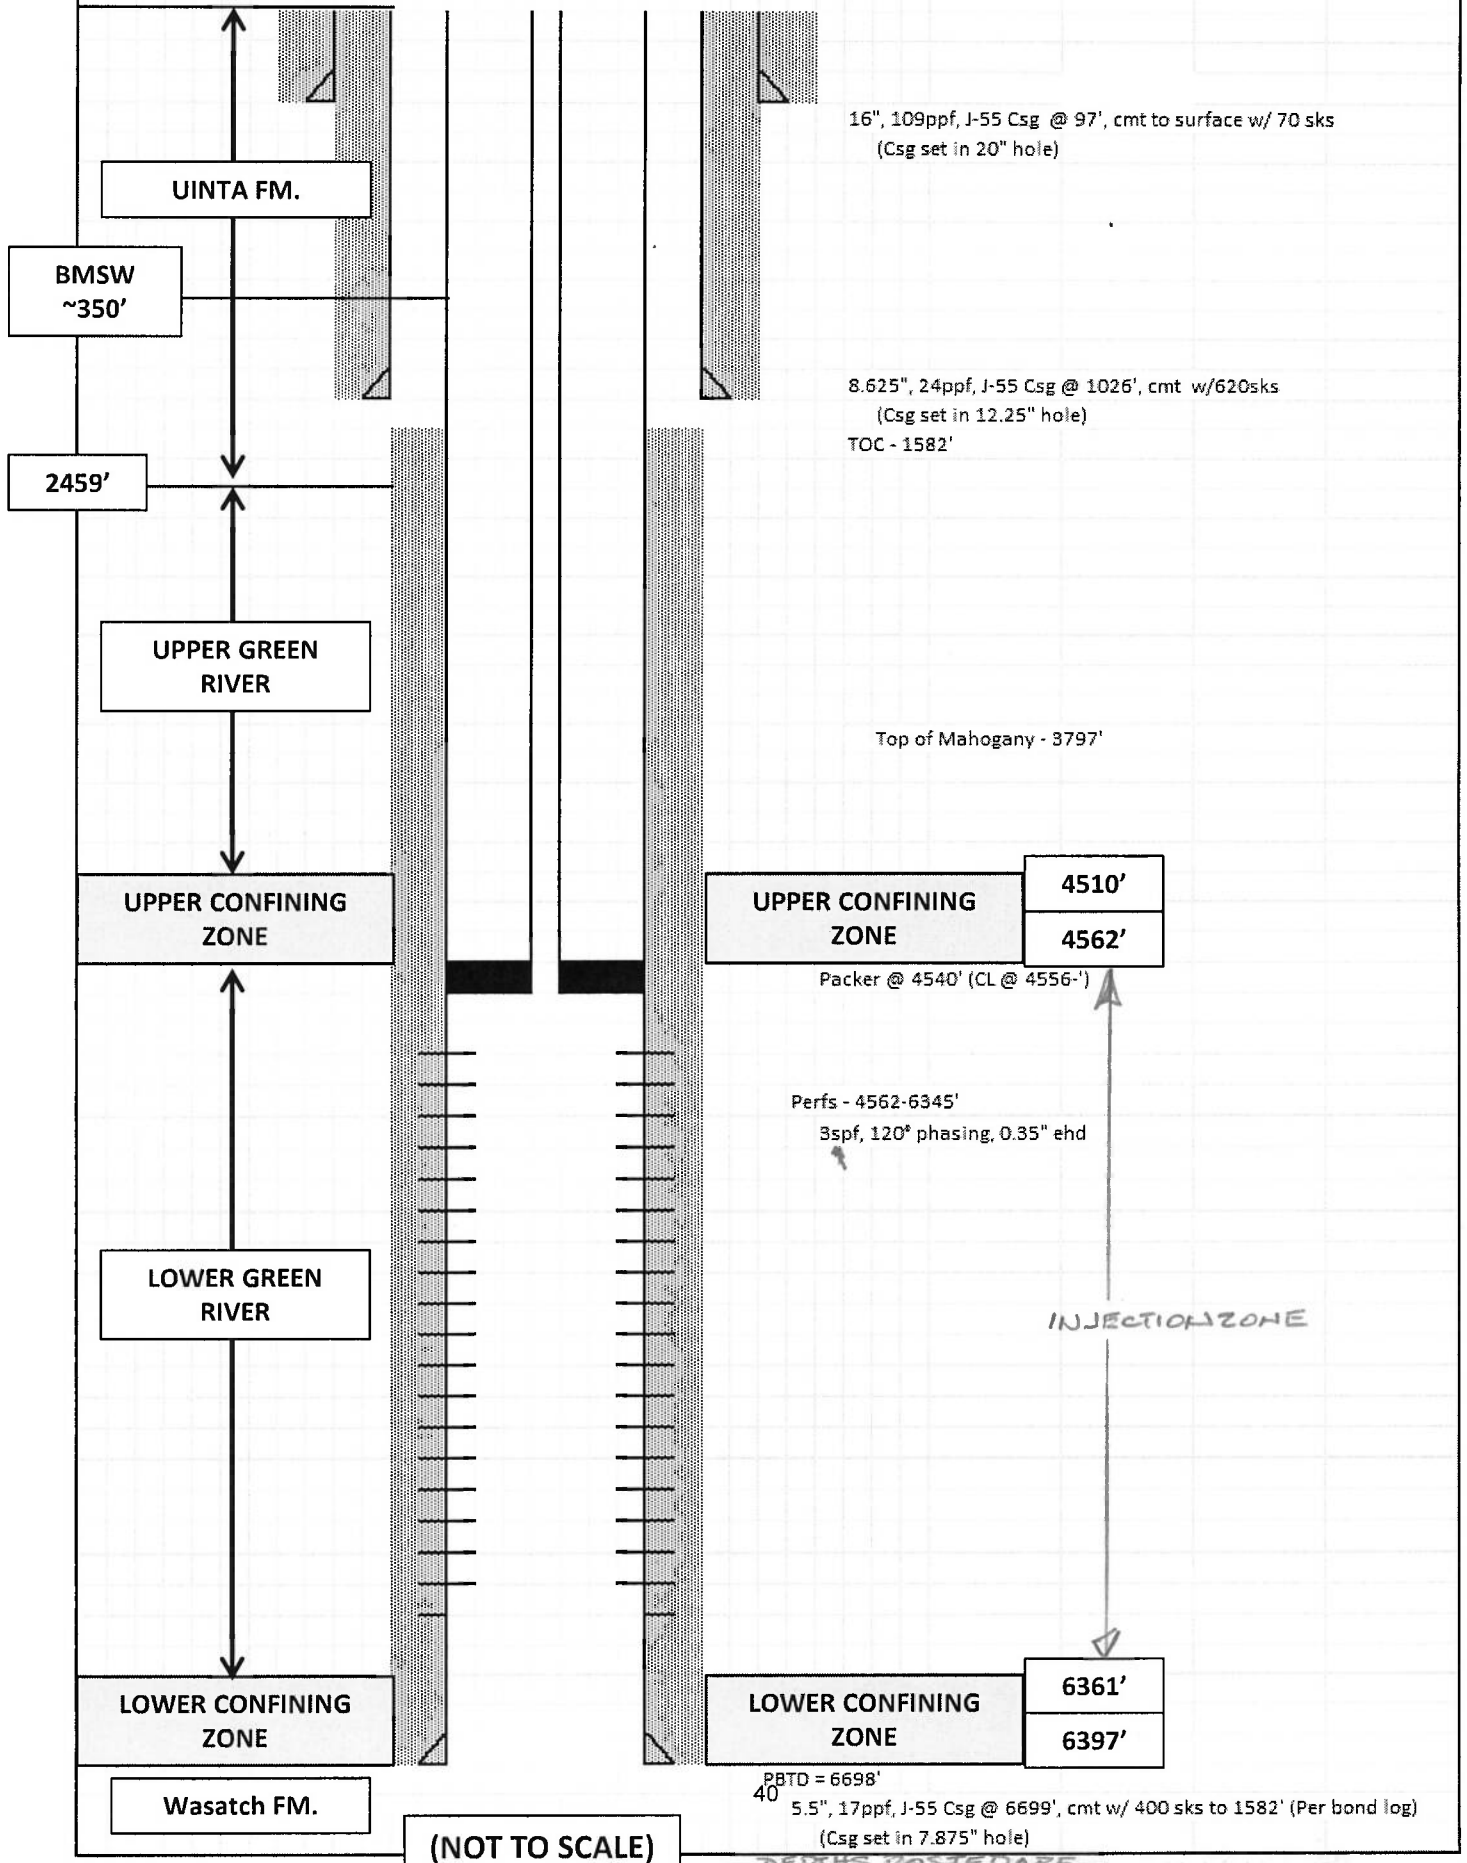 16", 109ppf, J-55 Csg @ 97', cmt to surface w/ 70 sks
(Csg set in 20" hole)
UINTA FM.
BMSW
~350’
8.625", 24ppf, J-55 Csg @ 1026', cmt w/620sks
(Csg set in 12.25" hole)
TOC - 1582'
2459’
UPPER GREEN
RIVER
Top of Mahogany - 3797'
UPPER CONFINING
ZONE
UPPER CONFINING
ZONE
4510’
4562’
Packer @ 4540' (CL @ 4556-')
Perfs - 4562-6345'
3spf, 120° phasing, 0.35" ehd
LOWER GREEN
RIVER
INJECTION ZONE
LOWER CONFINING
ZONE
LOWER CONFINING
ZONE
6361’
6397’
PBTD = 6698'
40
5.5", 17ppf, J-55 Csg @ 6699', cmt w/ 400 sks to 1582' (Per bond log)
(Csg set in 7.875" hole)
Wasatch FM.
(NOT TO SCALE)
DEPTHS POSTED ARE